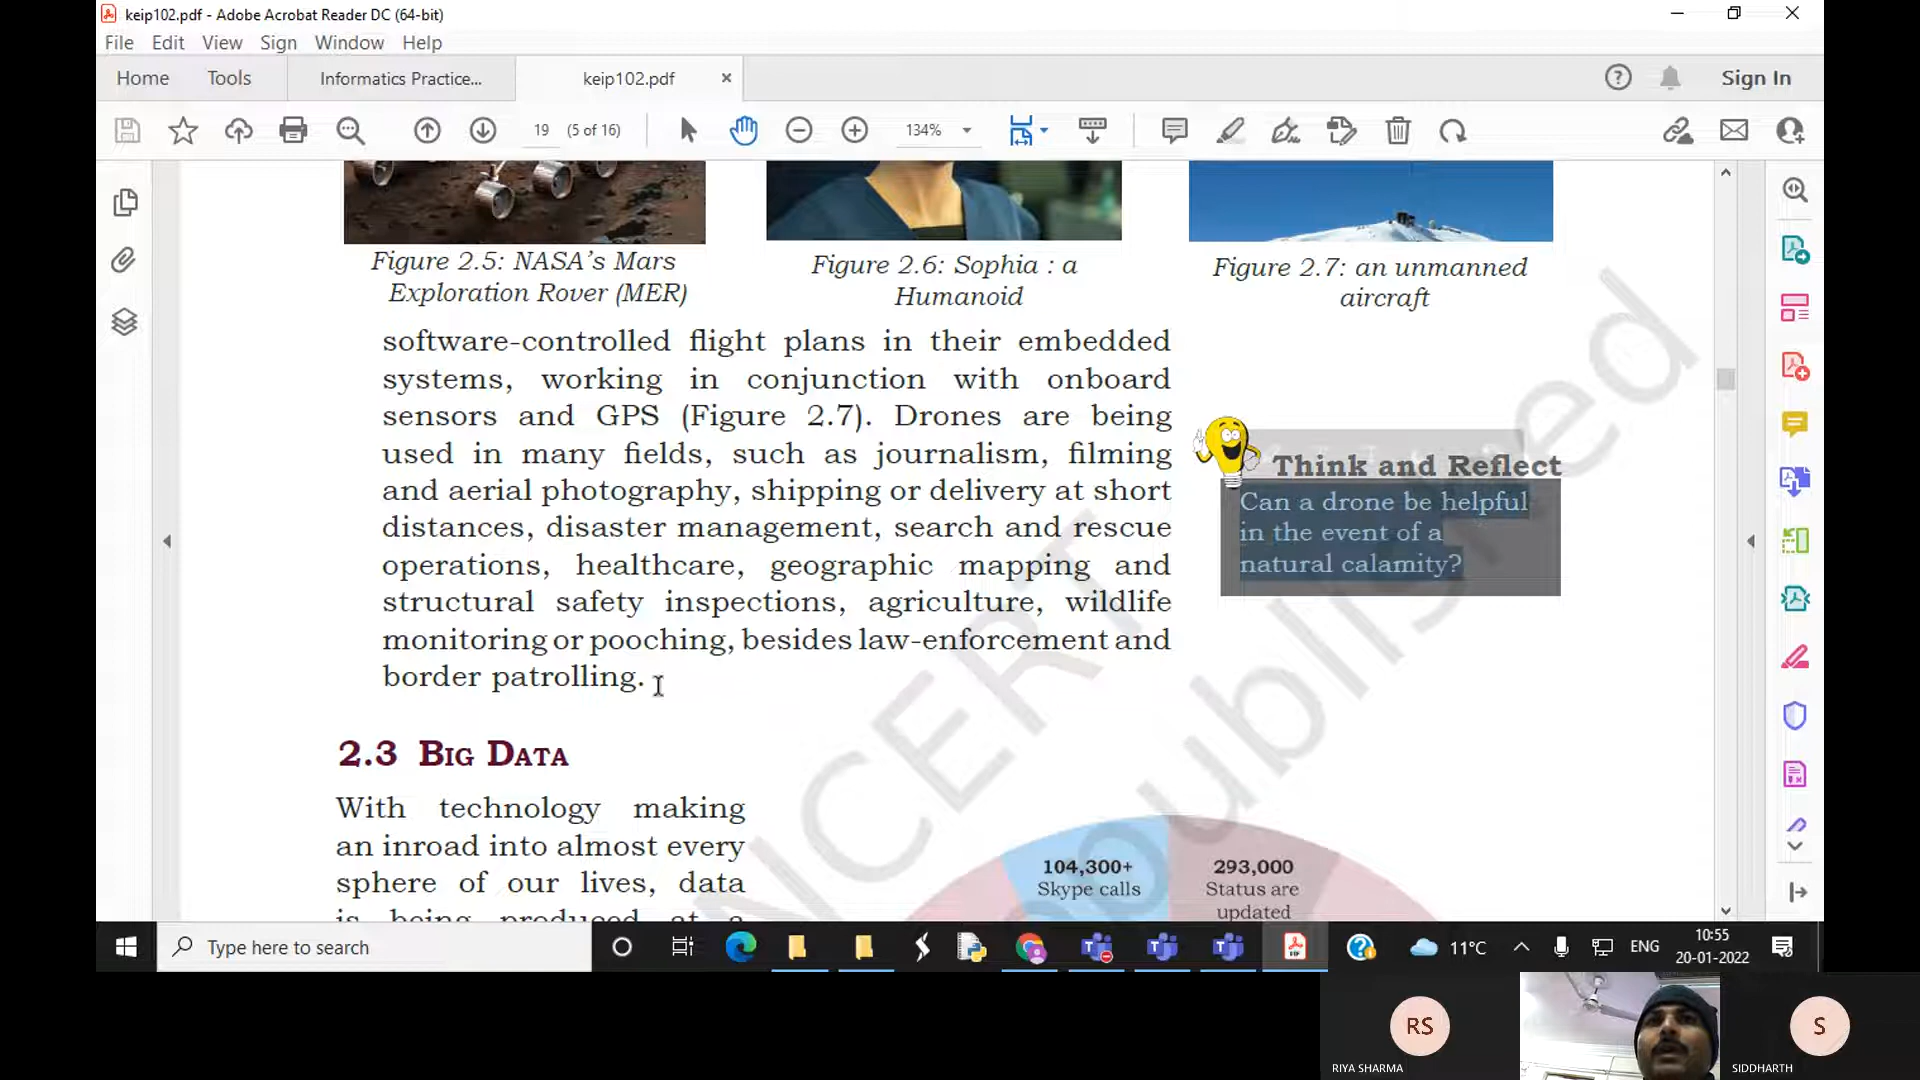 keip102.pdf - Adobe Acrobat Reader DC (64-bit)
File Edit View Sign Window Help
Home Tools Informatics Practice... keip102.pdf × Sign In
19 (5 of 16) 134%
Figure 2.5: NASA's Mars
Exploration Rover (MER)
Figure 2.6: Sophia : a
Humanoid
Figure 2.7: an unmanned
aircraft
software-controlled flight plans in their embedded
systems, working in conjunction with onboard
sensors and GPS (Figure 2.7). Drones are being
used in many fields, such as journalism, filming
and aerial photography, shipping or delivery at short
distances, disaster management, search and rescue
operations, healthcare, geographic mapping and
structural safety inspections, agriculture, wildlife
monitoring or pooching, besides law-enforcement and
border patrolling.
Think and Reflect
Can a drone be helpful
in the event of a
natural calamity?
2.3 BIG DATA
With technology making
an inroad into almost every
sphere of our lives, data
is being produced at a
104,300+
Skype calls
293,000
Status are
updated
NCERT
published
Type here to search
11°C
ENG
10:55
20-01-2022
RS
RIYA SHARMA
S
SIDDHARTH